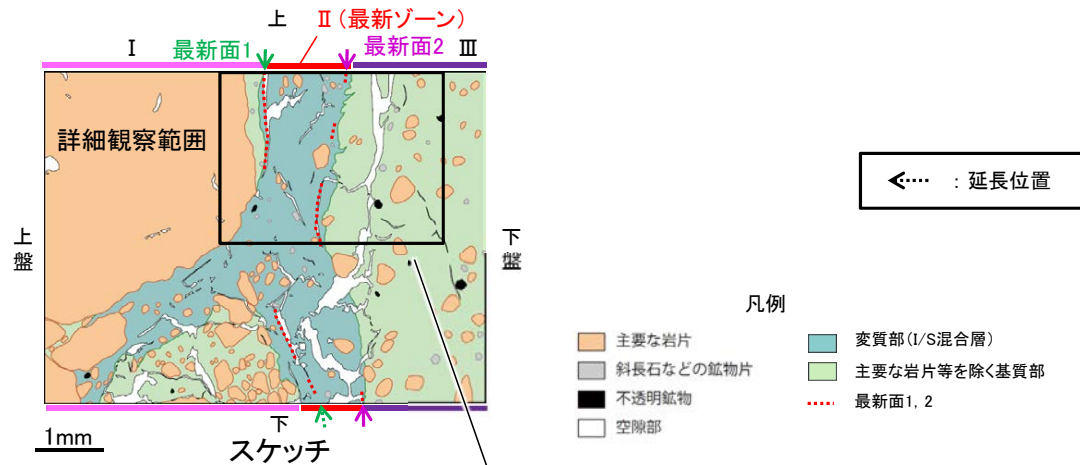 上 Ⅱ(最新ゾーン)
Ⅰ 最新面1 最新面2 Ⅲ
詳細観察範囲
上盤
下盤
下
1mm
スケッチ
: 延長位置
凡例
主要な岩片
斜長石などの鉱物片
不透明鉱物
空隙部
変質部(I/S混合層)
主要な岩片等を除く基質部
最新面1, 2